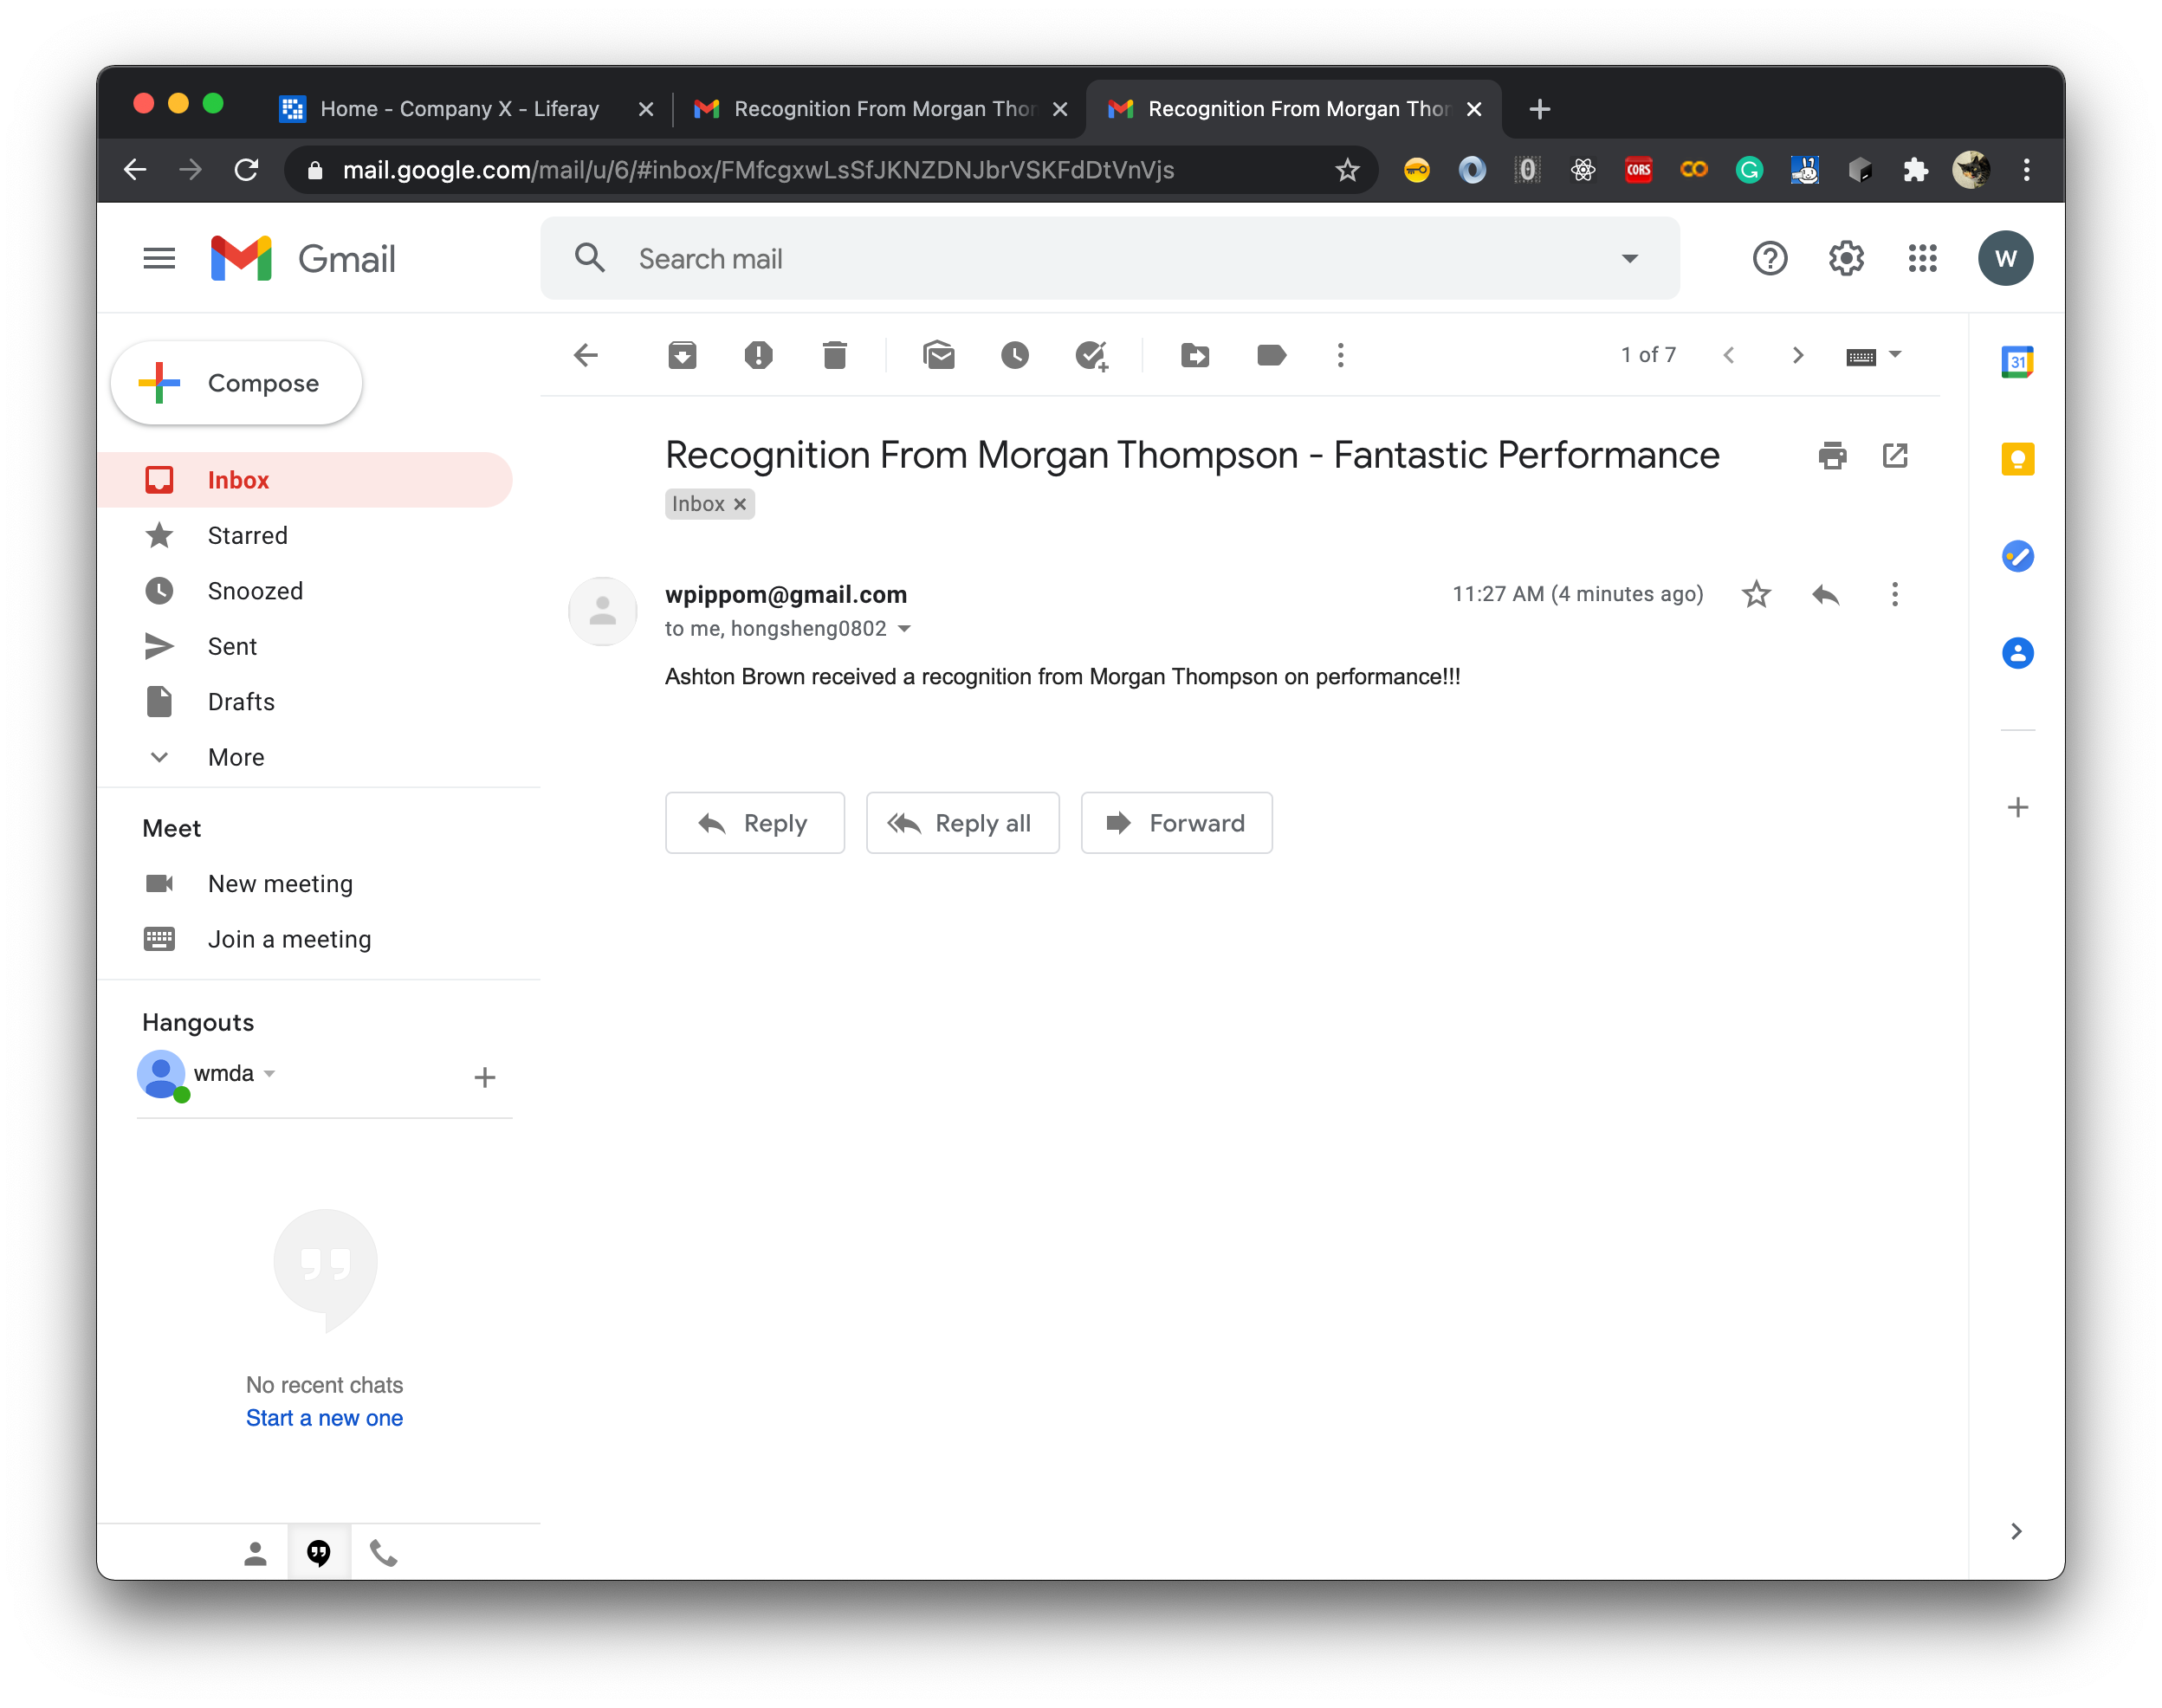 Home - Company X - Liferay
Recognition From Morgan Thor
Recognition From Morgan Thor
mail.google.com/mail/u/6/#inbox/FMfcgxwLsSfJKNZDNJbrVSKFdDtVnVjs
CORS
Gmail
Search mail
W
Compose
1 of 7
31
Recognition From Morgan Thompson - Fantastic Performance
Inbox
Inbox
Starred
Snoozed
Sent
Drafts
More
wpippom@gmail.com
11:27 AM (4 minutes ago)
to me, hongsheng0802
Ashton Brown received a recognition from Morgan Thompson on performance!!!
Reply
Reply all
Forward
Meet
New meeting
Join a meeting
Hangouts
wmda
No recent chats
Start a new one